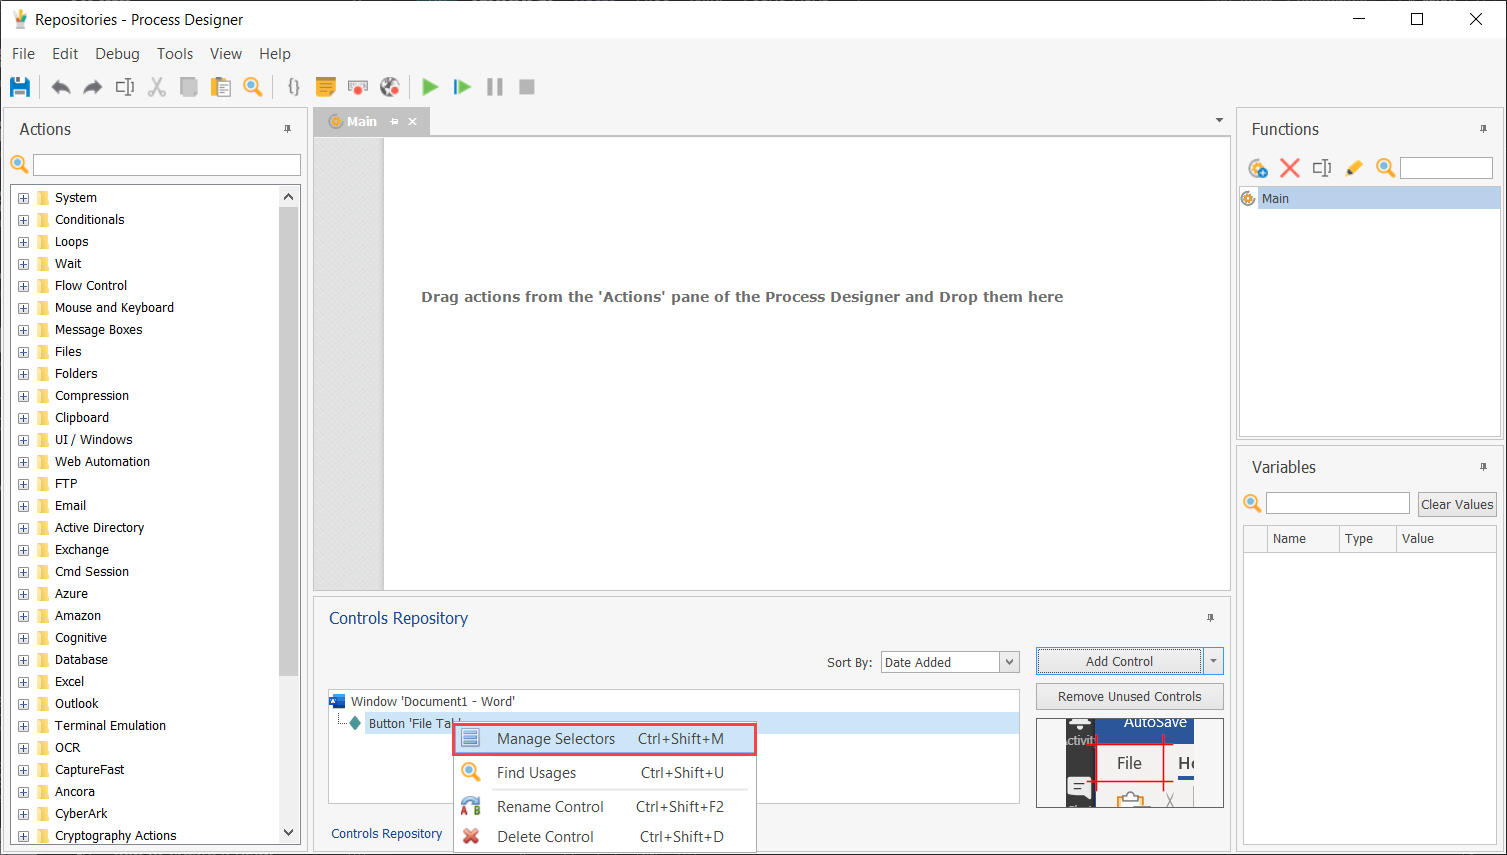 Repositories - Process Designer
File Edit Debug Tools View Help
Actions
System
Conditionals
Loops
Wait
Flow Control
Mouse and Keyboard
Message Boxes
Files
Folders
Compression
Clipboard
UI / Windows
Web Automation
FTP
Email
Active Directory
Exchange
Cmd Session
Azure
Amazon
Cognitive
Database
Excel
Outlook
Terminal Emulation
OCR
CaptureFast
Ancora
CyberArk
Cryptography Actions
Main
Drag actions from the 'Actions' pane of the Process Designer and Drop them here
Controls Repository
Sort By: Date Added
Add Control
Remove Unused Controls
Window 'Document1 - Word'
Button 'File Tab'
Manage Selectors Ctrl+Shift+M
Find Usages Ctrl+Shift+U
Rename Control Ctrl+Shift+F2
Delete Control Ctrl+Shift+D
AutoSave
File
Controls Repository
Functions
Main
Variables
Clear Values
Name Type Value